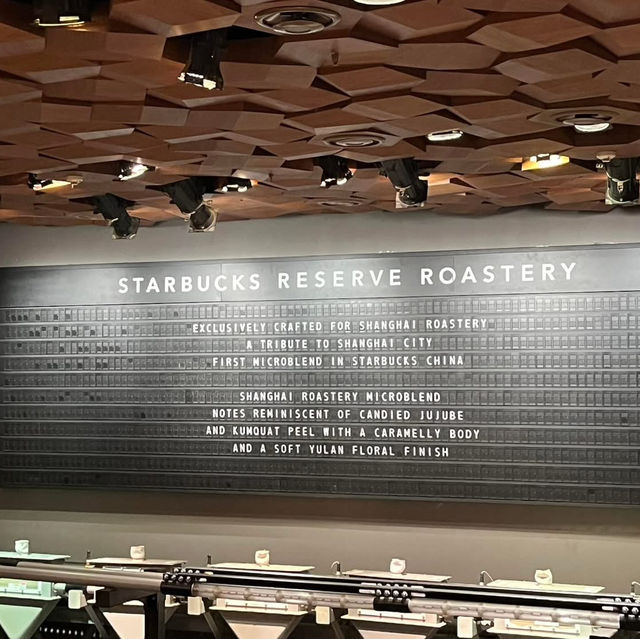 STARBUCKS RESERVE ROASTERY
EXCLUSIVELY CRAFTED FOR SHANGHAI ROASTERY
A TRIBUTE TO SHANGHAI CITY
FIRST MICROBLEND IN STARBUCKS CHINA
SHANGHAI ROASTERY MICROBLEND
NOTES REMINISCENT OF CANDIED JUJUBE
AND KUMQUAT PEEL WITH A CARAMELLY BODY
AND A SOFT YULAN FLORAL FINISH